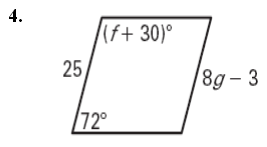 4.
(f + 30)°
25
8g – 3
72°